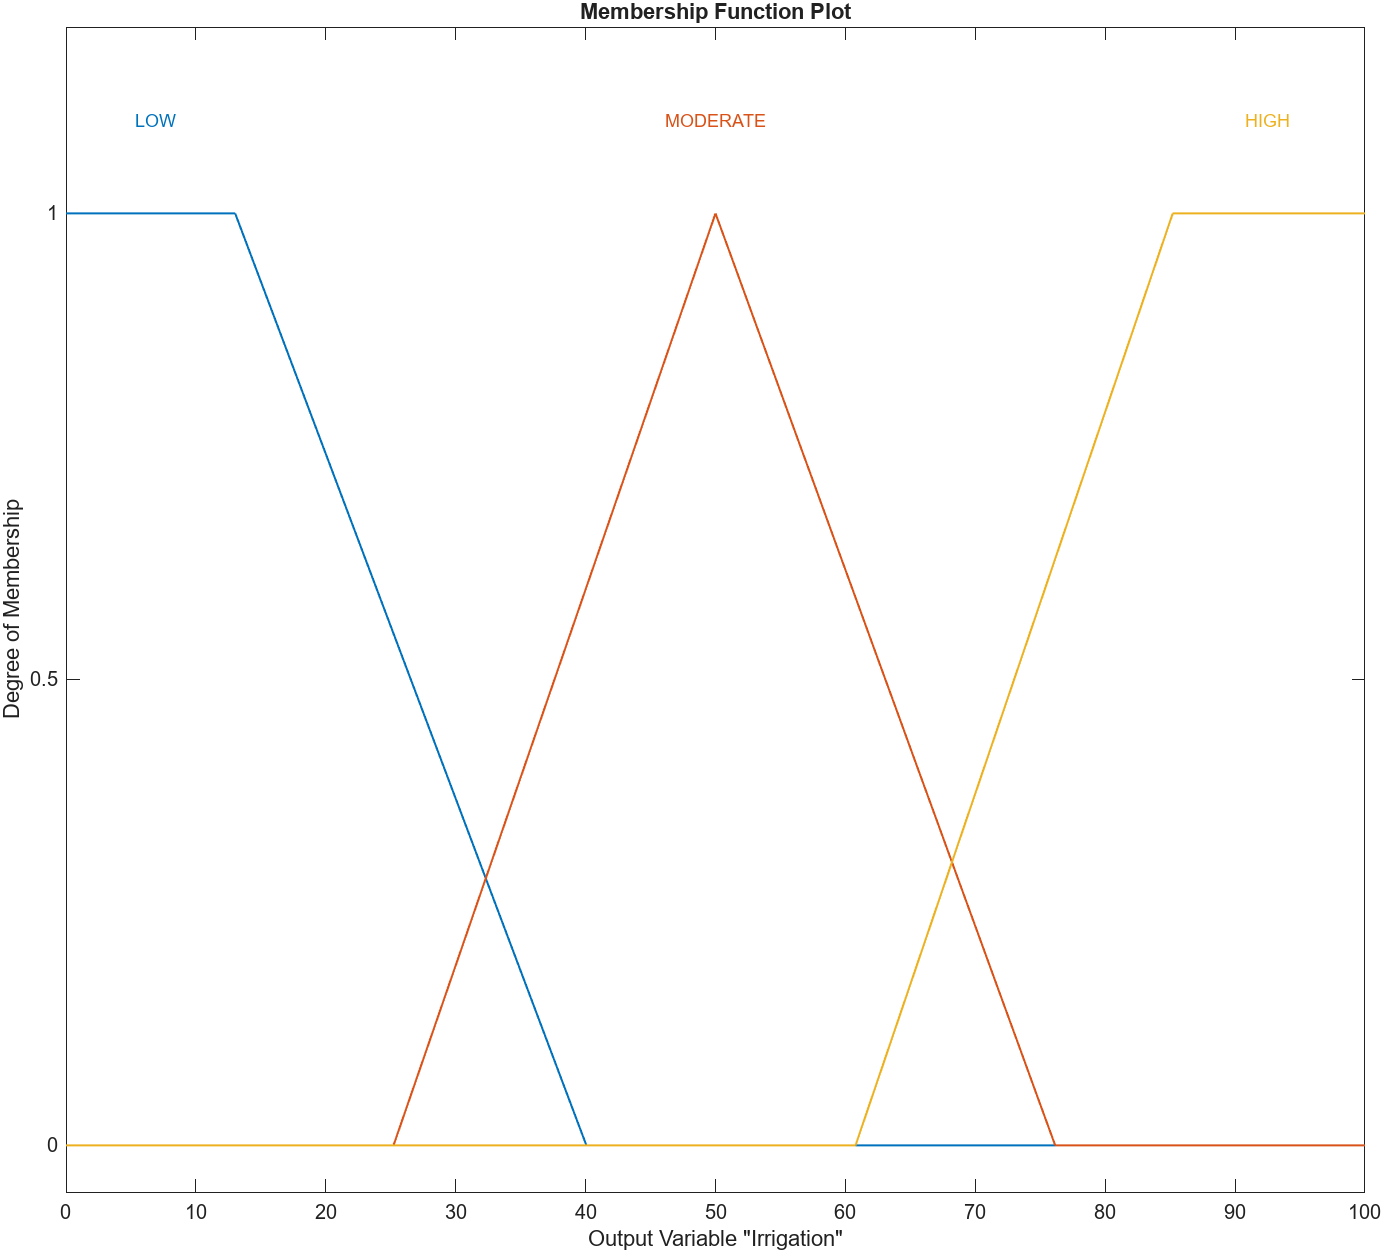 Membership Function Plot
LOW MODERATE HIGH
1
0.5
0
Degree of Membership
0 10 20 30 40 50 60 70 80 90 100
Output Variable "Irrigation"